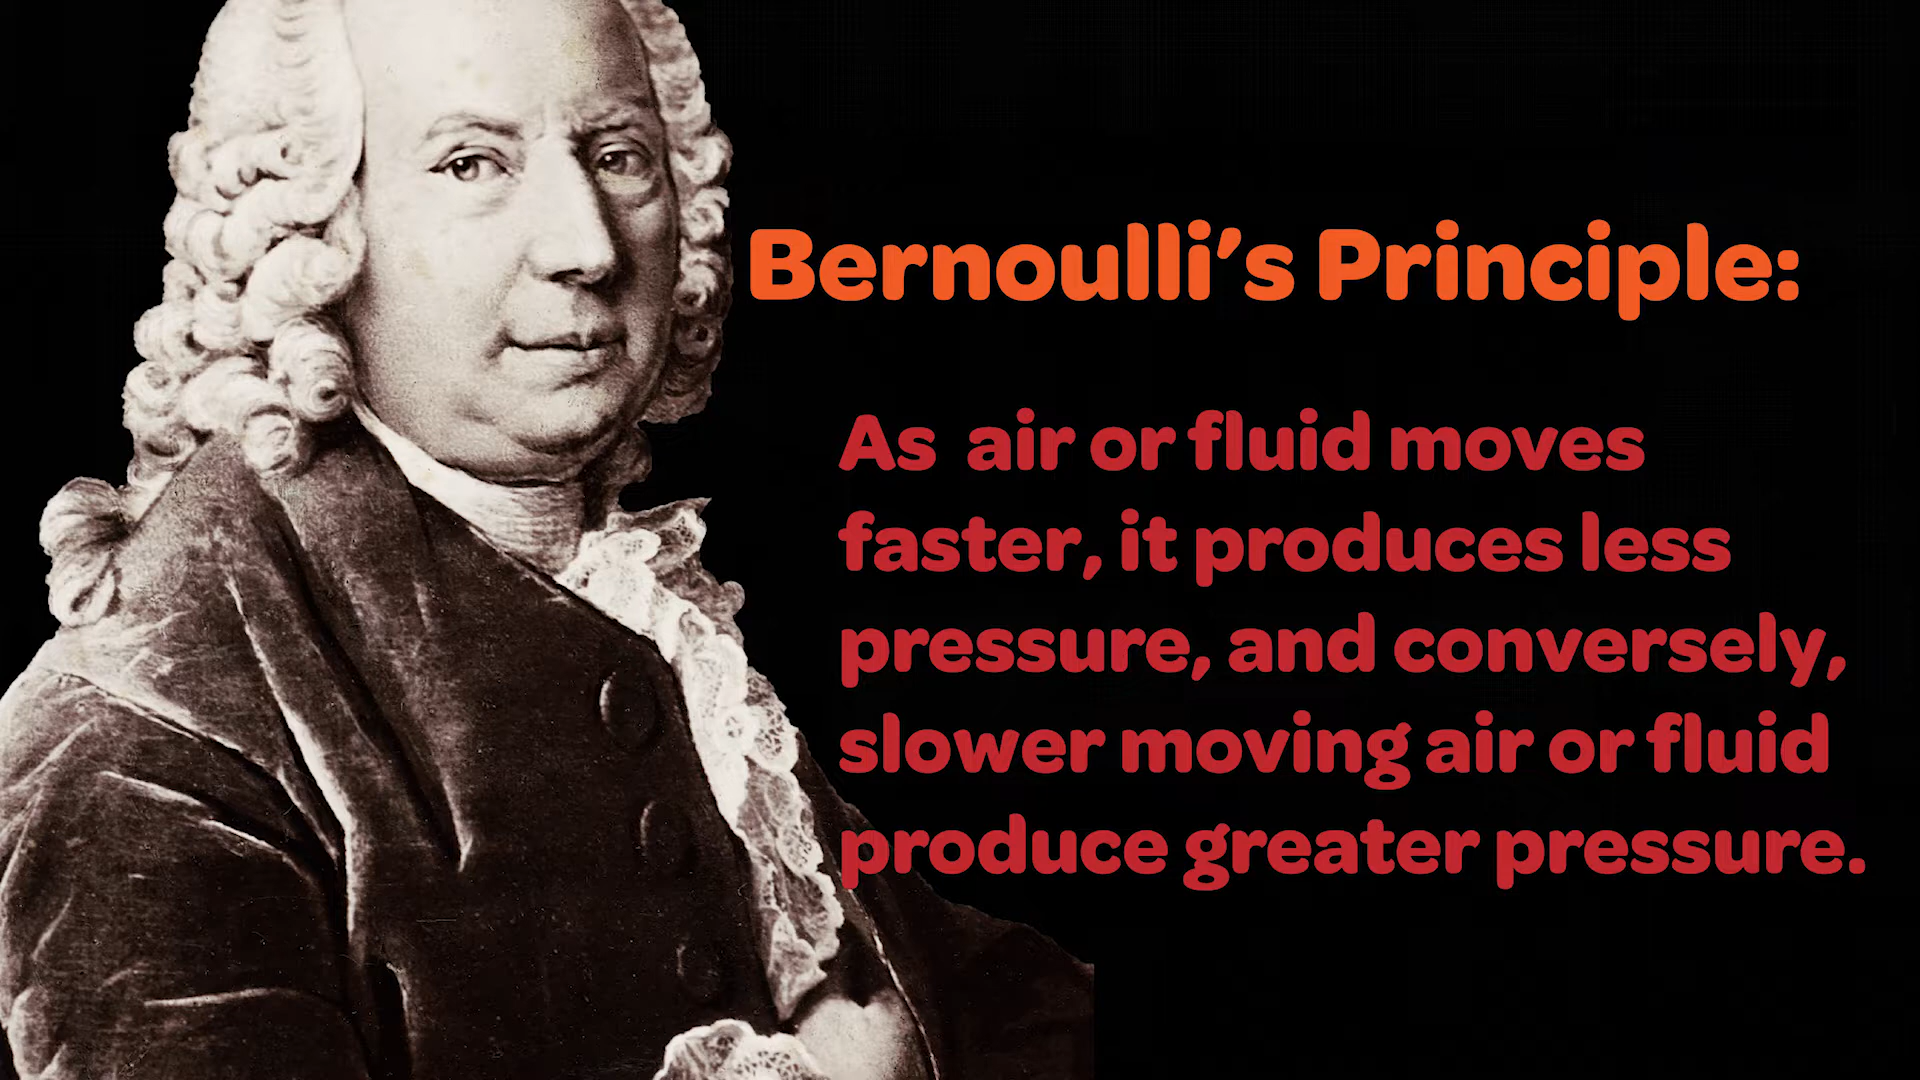 Bernoulli's Principle:
As air or fluid moves
faster, it produces less
pressure, and conversely,
slower moving air or fluid
produce greater pressure.